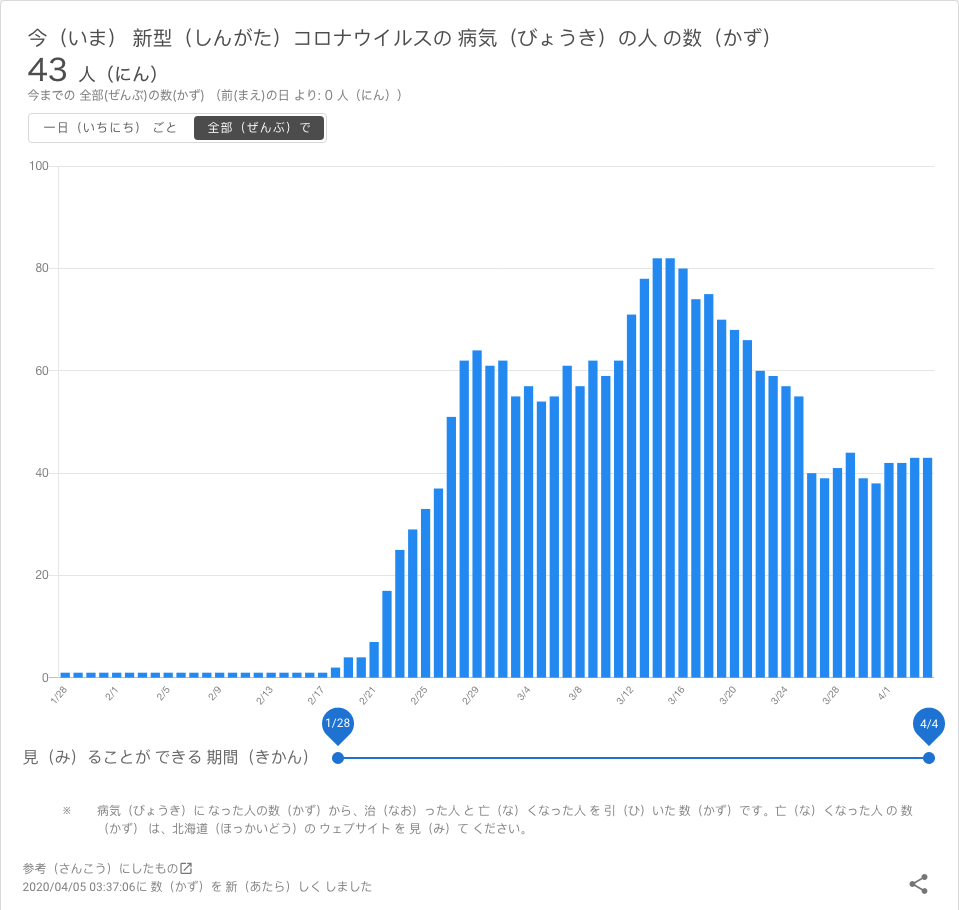 今（いま） 新型（しんがた）コロナウイルスの 病気（びょうき）の人 の数（かず）
43 人（にん）
今までの 全部(ぜんぶ)の数(かず) （前(まえ)の日 より: 0 人（にん））
一日（いちにち） ごと 全部（ぜんぶ）で
100
80
60
40
20
0
1/28 2/1 2/5 2/9 2/13 2/17 2/21 2/25 2/29 3/4 3/8 3/12 3/16 3/20 3/24 3/28 4/1
1/28 4/4
見（み）ることが できる 期間（きかん）
※ 病気（びょうき）に なった人の数（かず）から、治（なお）った人 と 亡（な）くなった人 を 引（ひ）いた 数（かず）です。亡（な）くなった人 の 数
（かず） は、北海道（ほっかいどう）の ウェブサイト を 見（み）て ください。
参考（さんこう）にしたもの
2020/04/05 03:37:06に 数（かず）を 新（あたら）しく しました